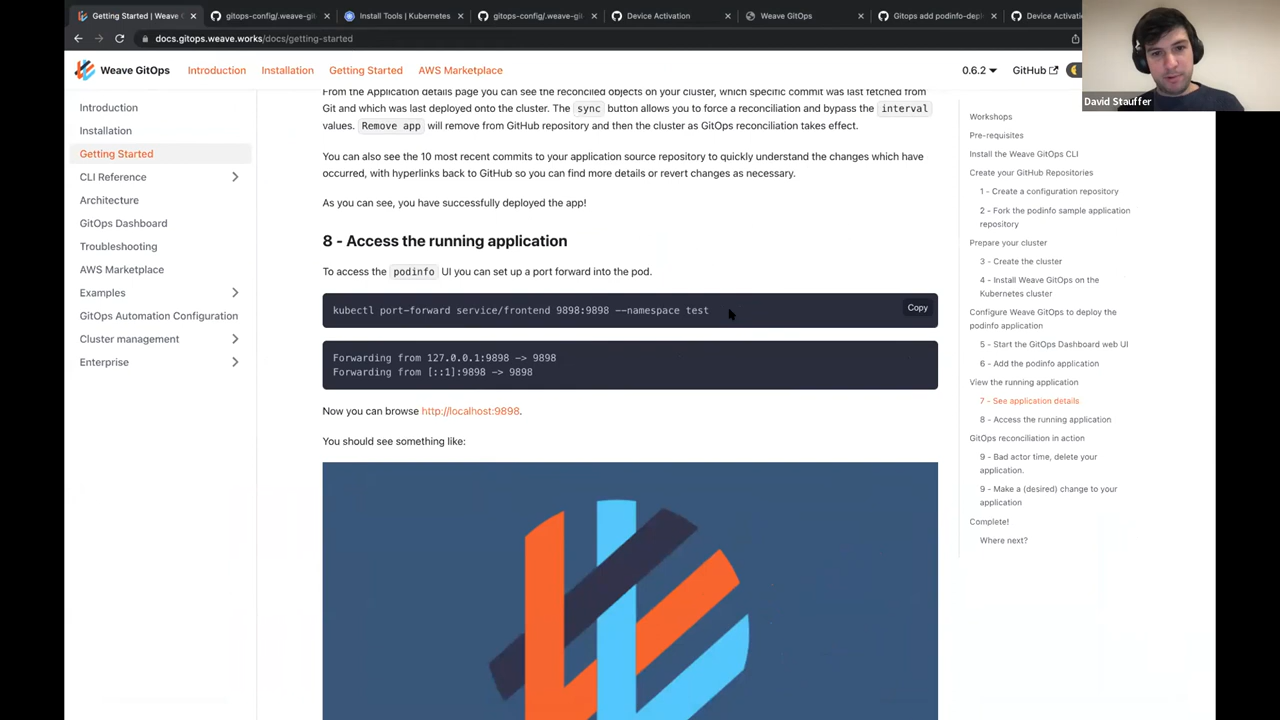 Getting Started | Weave G
gitops-config/.weave-git
Install Tools | Kubernetes
gitops-config/.weave-git
Device Activation
Weave GitOps
Gitops add podinfo-dep
Device Activati
docs.gitops.weave.works/docs/getting-started
Weave GitOps
Introduction
Installation
Getting Started
AWS Marketplace
0.6.2
GitHub
David Stauffer
Introduction
Installation
Getting Started
CLI Reference
Architecture
GitOps Dashboard
Troubleshooting
AWS Marketplace
Examples
GitOps Automation Configuration
Cluster management
Enterprise
From the Application details page you can see the reconciled objects on your cluster, which specific commit was last fetched from
Git and which was last deployed onto the cluster. The sync button allows you to force a reconciliation and bypass the interval
values. Remove app will remove from GitHub repository and then the cluster as GitOps reconciliation takes effect.
You can also see the 10 most recent commits to your application source repository to quickly understand the changes which have
occurred, with hyperlinks back to GitHub so you can find more details or revert changes as necessary.
As you can see, you have successfully deployed the app!
8 - Access the running application
To access the podinfo UI you can set up a port forward into the pod.
kubectl port-forward service/frontend 9898:9898 --namespace test
Copy
Forwarding from 127.0.0.1:9898 -> 9898
Forwarding from [::1]:9898 -> 9898
Now you can browse http://localhost:9898.
You should see something like:
Workshops
Pre-requisites
Install the Weave GitOps CLI
Create your GitHub Repositories
1 - Create a configuration repository
2 - Fork the podinfo sample application
repository
Prepare your cluster
3 - Create the cluster
4 - Install Weave GitOps on the
Kubernetes cluster
Configure Weave GitOps to deploy the
podinfo application
5 - Start the GitOps Dashboard web UI
6 - Add the podinfo application
View the running application
7 - See application details
8 - Access the running application
GitOps reconciliation in action
9 - Bad actor time, delete your
application.
9 - Make a (desired) change to your
application
Complete!
Where next?